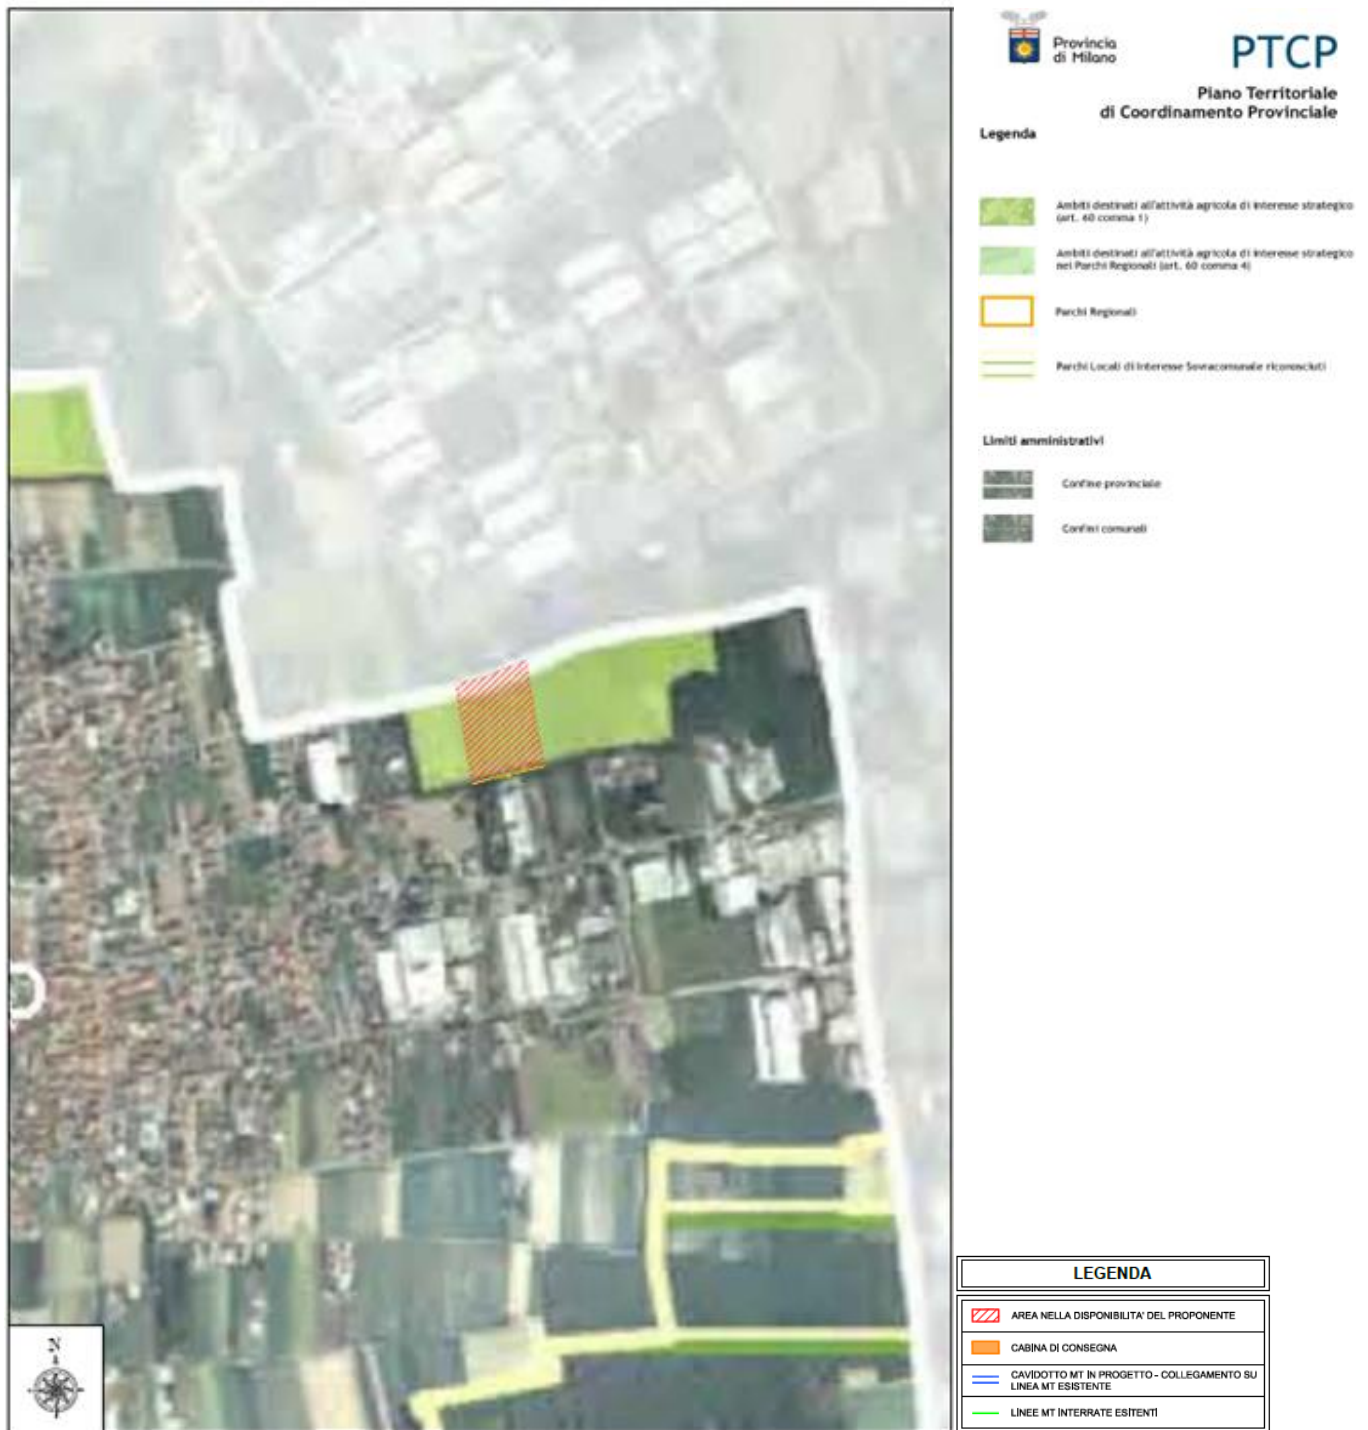 Provincia
di Milano
PTCP
Piano Territoriale
di Coordinamento Provinciale
Legenda
Ambiti destinati all'attività agricola di interesse strategico
(art. 60 comma 1)
Ambiti destinati all'attività agricola di interesse strategico
nei Parchi Regionali (art. 60 comma 4)
Parchi Regionali
Parchi Locali di Interesse Sovracomunale riconosciuti
Limiti amministrativi
Confine provinciale
Confini comunali
N
LEGENDA
AREA NELLA DISPONIBILITA' DEL PROPONENTE
CABINA DI CONSEGNA
CAVIDOTTO MT IN PROGETTO - COLLEGAMENTO SU
LINEA MT ESISTENTE
LINEE MT INTERRATE ESITENTI